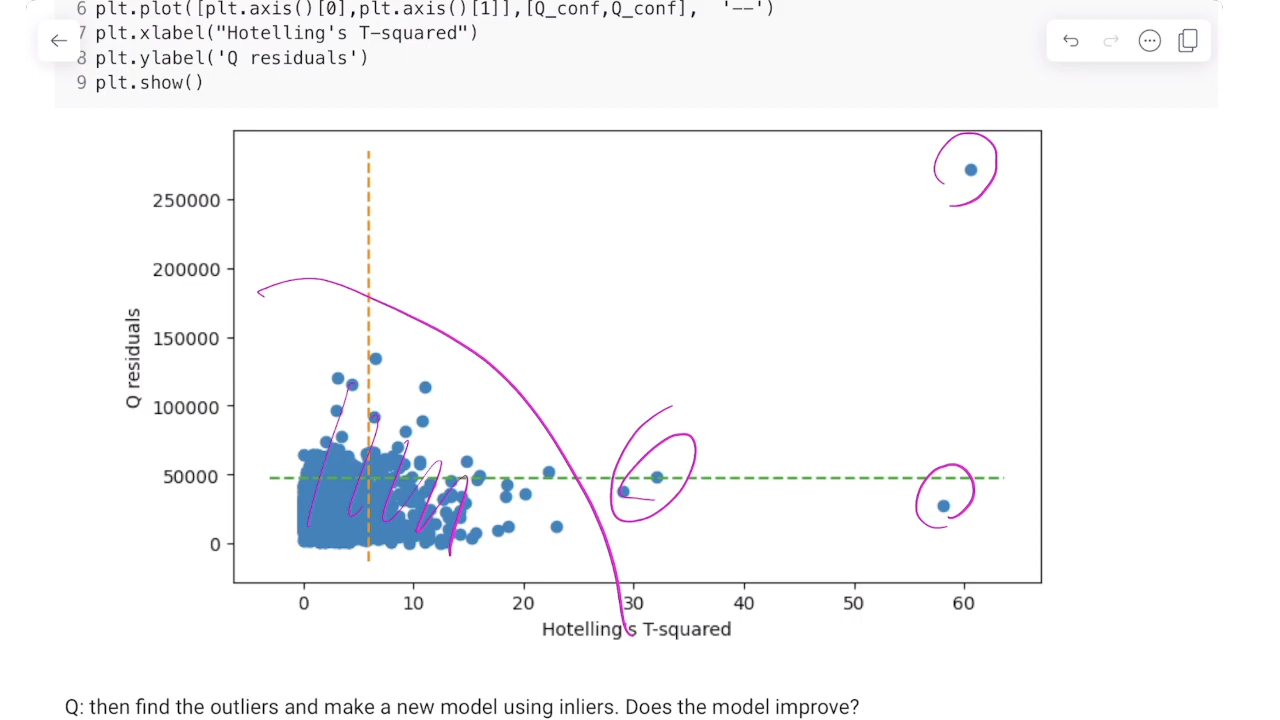 6 plt.plot([plt.axis()[0],plt.axis()[1]],[Q_conf,Q_conf], '--')
7 plt.xlabel("Hotelling's T-squared")
8 plt.ylabel('Q residuals')
9 plt.show()
250000
200000
150000
100000
50000
0
Q residuals
0 10 20 30 40 50 60
Hotelling's T-squared
Q: then find the outliers and make a new model using inliers. Does the model improve?